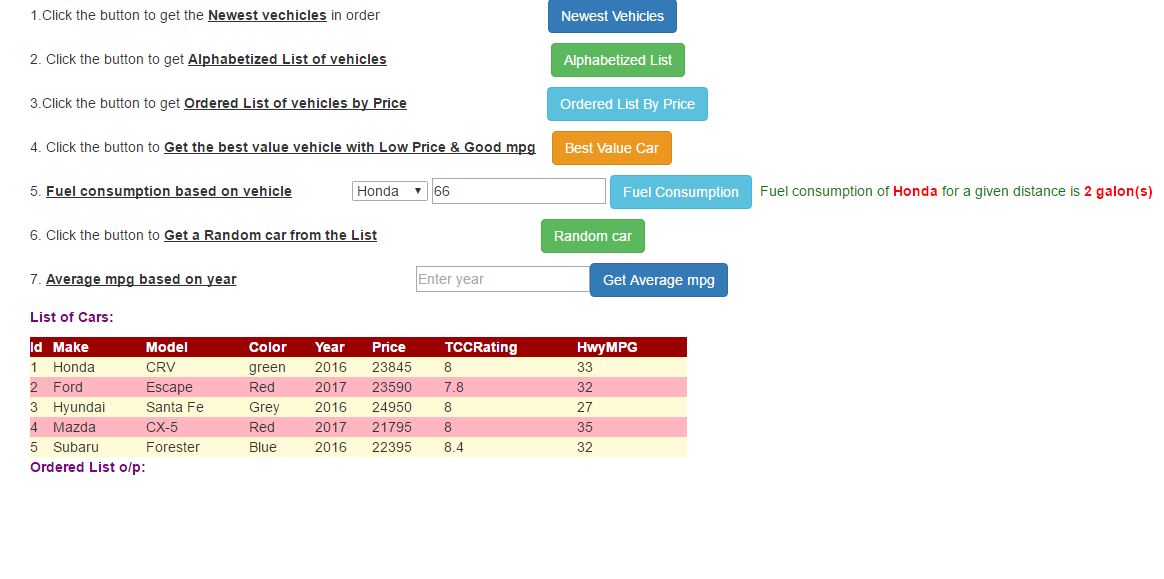 1.Click the button to get the Newest vechicles in order Newest Vehicles
2. Click the button to get Alphabetized List of vehicles Alphabetized List
3.Click the button to get Ordered List of vehicles by Price Ordered List By Price
4. Click the button to Get the best value vehicle with Low Price & Good mpg Best Value Car
5. Fuel consumption based on vehicle Honda 66 Fuel Consumption Fuel consumption of Honda for a given distance is 2 galon(s)
6. Click the button to Get a Random car from the List Random car
7. Average mpg based on year Enter year Get Average mpg
List of Cars:
Id Make Model Color Year Price TCCRating HwyMPG
1 Honda CRV green 2016 23845 8 33
2 Ford Escape Red 2017 23590 7.8 32
3 Hyundai Santa Fe Grey 2016 24950 8 27
4 Mazda CX-5 Red 2017 21795 8 35
5 Subaru Forester Blue 2016 22395 8.4 32
Ordered List o/p: